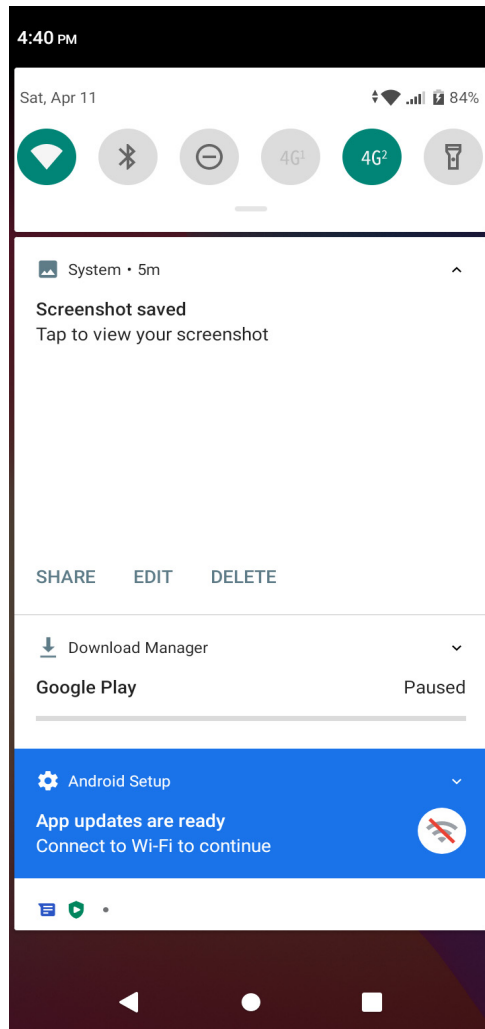 4:40 PM
Sat, Apr 11
84%
4G¹
4G²
System • 5m
Screenshot saved
Tap to view your screenshot
SHARE EDIT DELETE
Download Manager
Google Play Paused
Android Setup
App updates are ready
Connect to Wi-Fi to continue